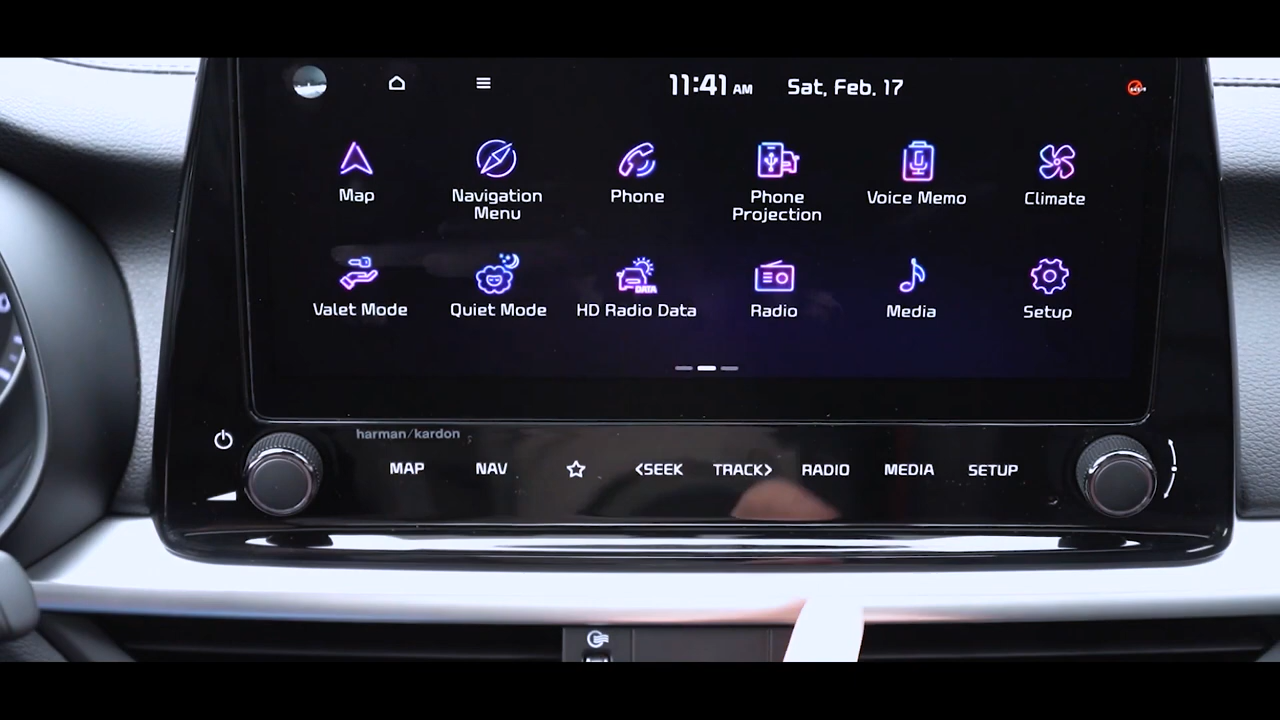 11:41 AM Sat, Feb. 17
Map
Navigation Menu
Phone
Phone Projection
Voice Memo
Climate
Valet Mode
Quiet Mode
DATA
HD Radio Data
Radio
Media
Setup
harman/kardon
MAP NAV <SEEK TRACK> RADIO MEDIA SETUP